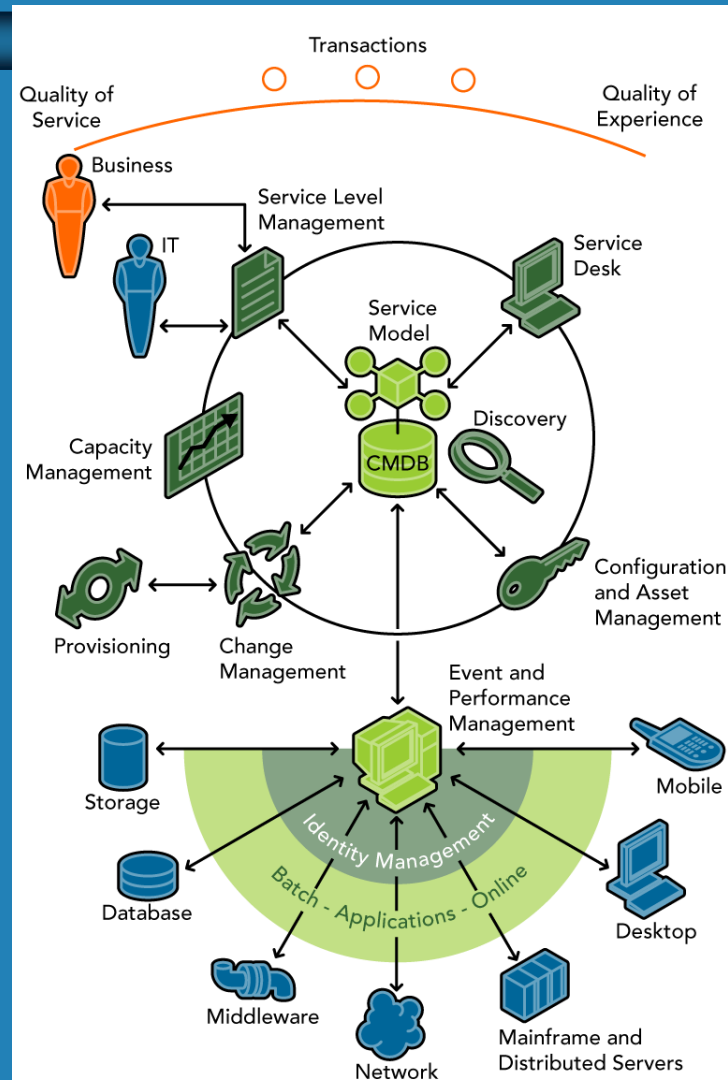 Transactions
Quality of
Service
Quality of
Experience
Business
Service Level
Management
IT
Service
Desk
Service
Model
Discovery
CMDB
Capacity
Management
Configuration
and Asset
Management
Provisioning
Change
Management
Event and
Performance
Management
Storage
Mobile
Identity Management
Batch - Applications - Online
Database
Desktop
Middleware
Network
Mainframe and
Distributed Servers